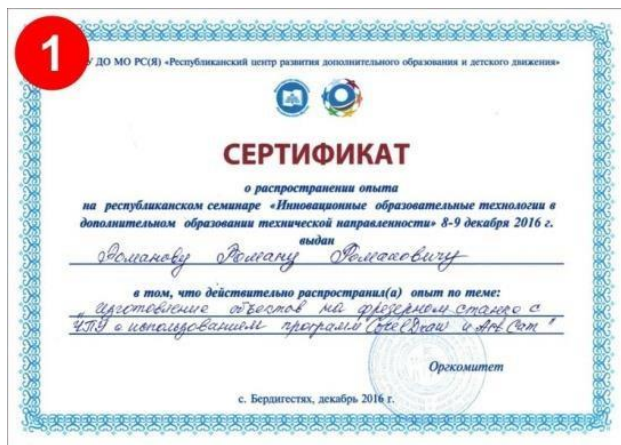 1
У ДО МО РС(Я) «Республиканский центр развития дополнительного образования и детского движения»
СЕРТИФИКАТ
о распространении опыта
на республиканском семинаре «Инновационные образовательные технологии в
дополнительном образовании технической направленности» 8-9 декабря 2016 г.
выдан
Романову Роману Романовичу
в том, что действительно распространил(а) опыт по теме:
„Изготовление объектов на фрезерном станке с
ЧПУ с использованием программ CorelDraw и ArtCam"
Оргкомитет
с. Бердигестях, декабрь 2016 г.